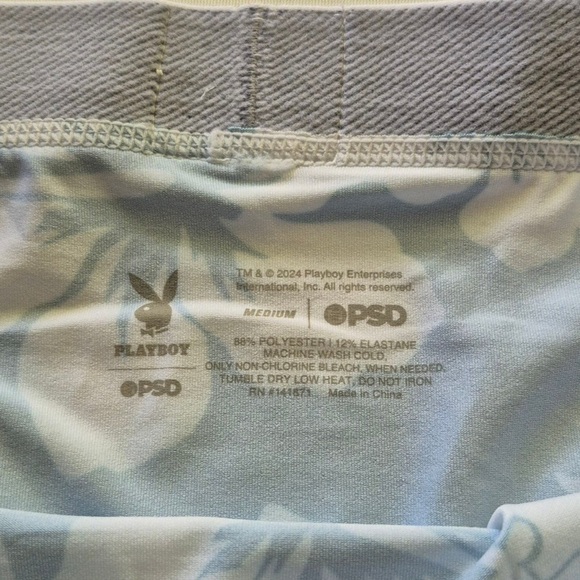 TM & © 2024 Playboy Enterprises
International, Inc. All rights reserved.
MEDIUM | PSD
PLAYBOY
PSD
88% POLYESTER | 12% ELASTANE
MACHINE WASH COLD,
ONLY NON-CHLORINE BLEACH, WHEN NEEDED.
TUMBLE DRY LOW HEAT, DO NOT IRON
RN #141671 Made in China